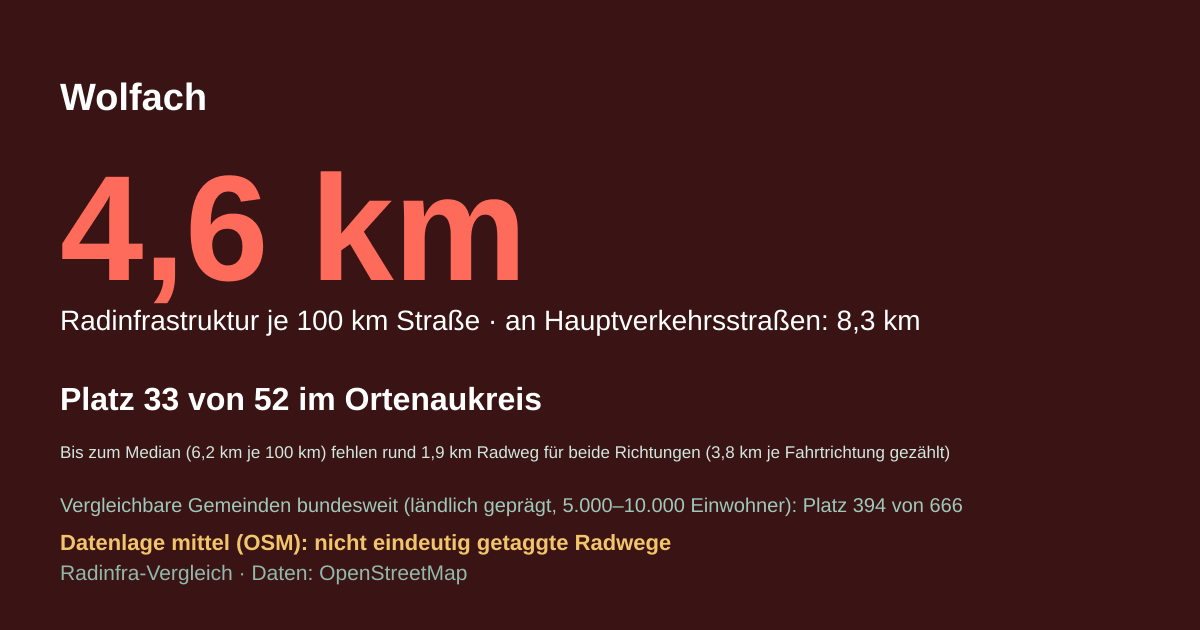 Wolfach
4,6 km
Radinfrastruktur je 100 km Straße · an Hauptverkehrsstraßen: 8,3 km
Platz 33 von 52 im Ortenaukreis
Bis zum Median (6,2 km je 100 km) fehlen rund 1,9 km Radweg für beide Richtungen (3,8 km je Fahrtrichtung gezählt)
Vergleichbare Gemeinden bundesweit (ländlich geprägt, 5.000–10.000 Einwohner): Platz 394 von 666
Datenlage mittel (OSM): nicht eindeutig getaggte Radwege
Radinfra-Vergleich · Daten: OpenStreetMap